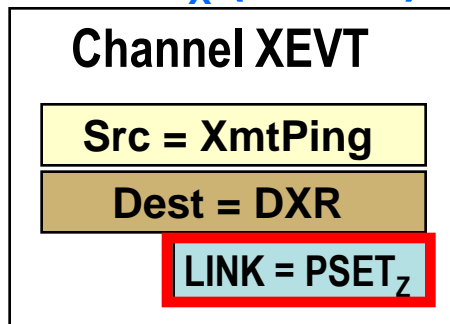 Channel XEVT
Src = XmtPing
Dest = DXR
LINK = PSETz